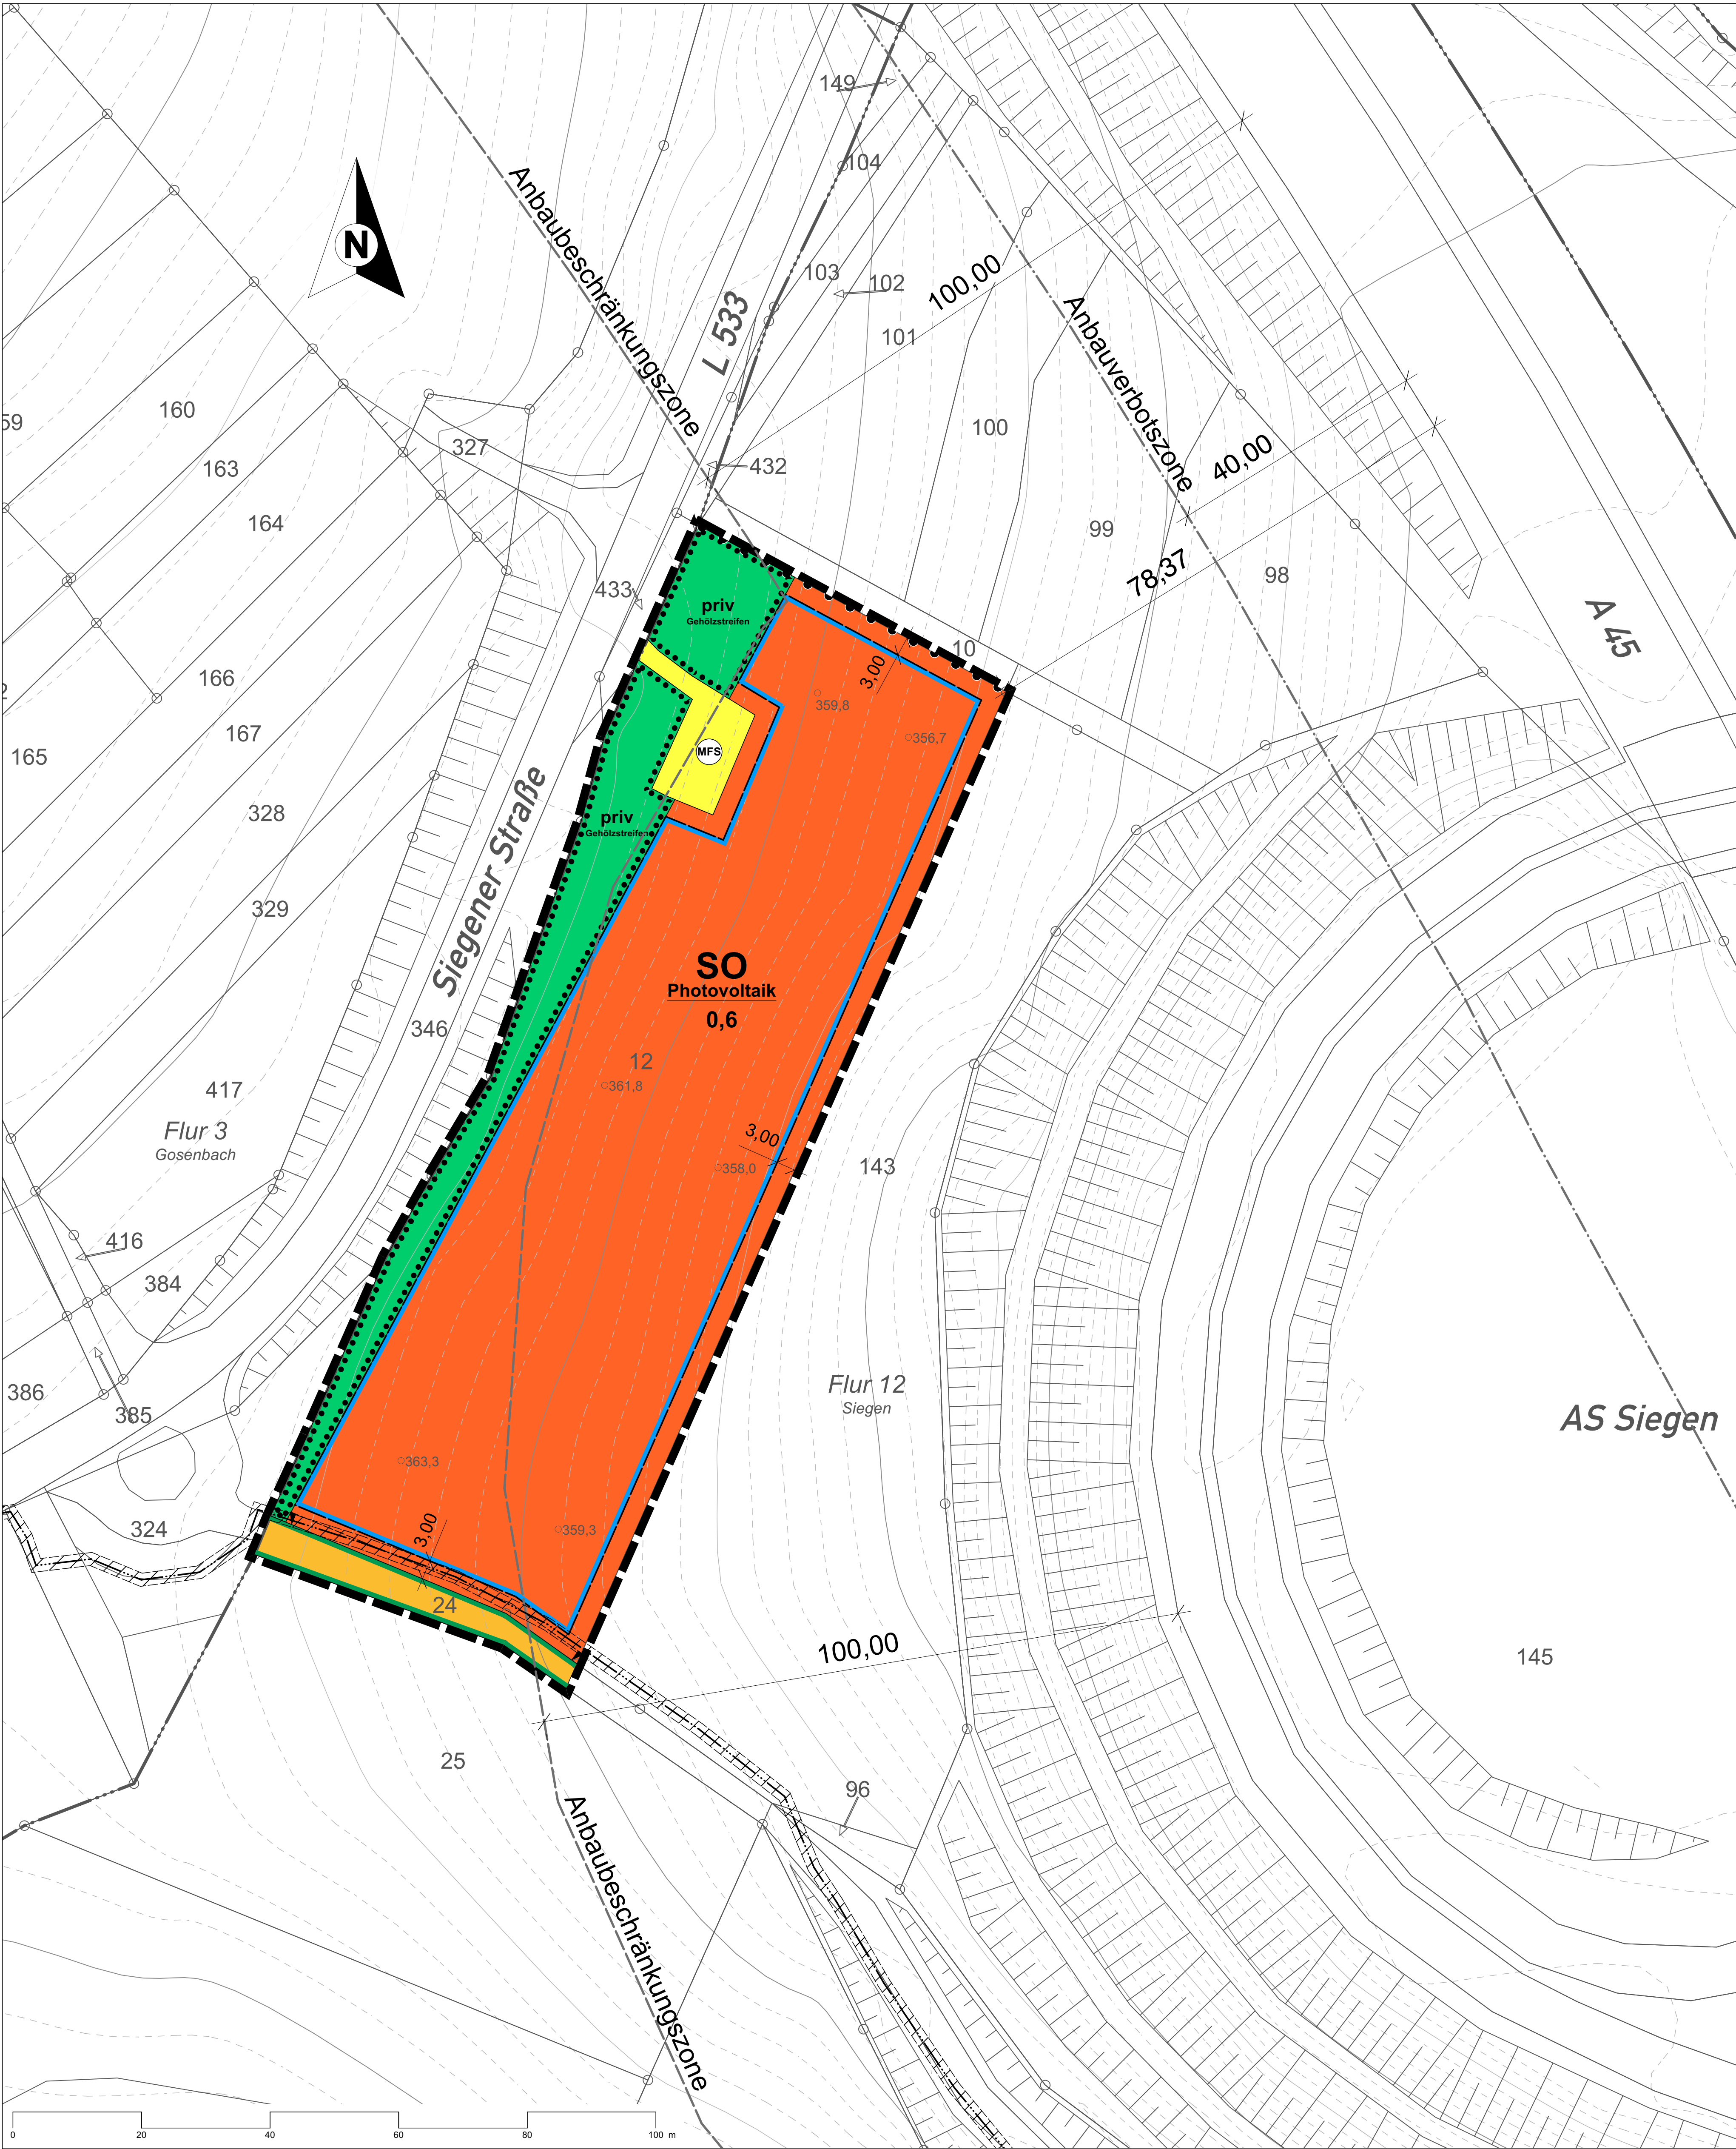 149
104
N
Anbaubeschränkungszone
103
102
100,00
L 533
101
Anbauverbotszone
160
59
100
327
163
432
40,00
164
99
78,37
98
433
priv
Gehölzstreifen
A 45
10
3,00
166
359,8
167
356,7
165
MFS
328
priv
Gehölzstreifen
Siegener Straße
329
SO
Photovoltaik
0,6
346
12
361,8
417
Flur 3
Gosenbach
3,00
358,0
143
416
384
386
385
Flur 12
Siegen
AS Siegen
363,3
324
3,00
359,3
24
100,00
145
25
96
Anbaubeschränkungszone
0 20 40 60 80 100 m